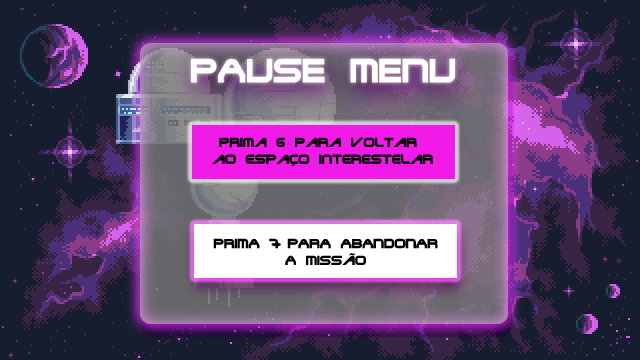 PAUSE MENU
PRIMA 6 PARA VOLTAR
AO ESPAÇO INTERESTELAR
PRIMA 7 PARA ABANDONAR
A MISSÃO